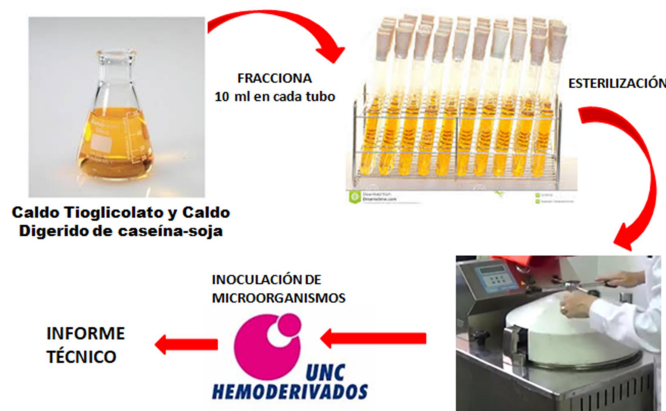 FRACCIONA
10 ml en cada tubo
ESTERILIZACIÓN
Caldo Tioglicolato y Caldo
Digerido de caseína-soja
INOCULACIÓN DE
MICROORGANISMOS
UNC
HEMODERIVADOS
INFORME
TÉCNICO